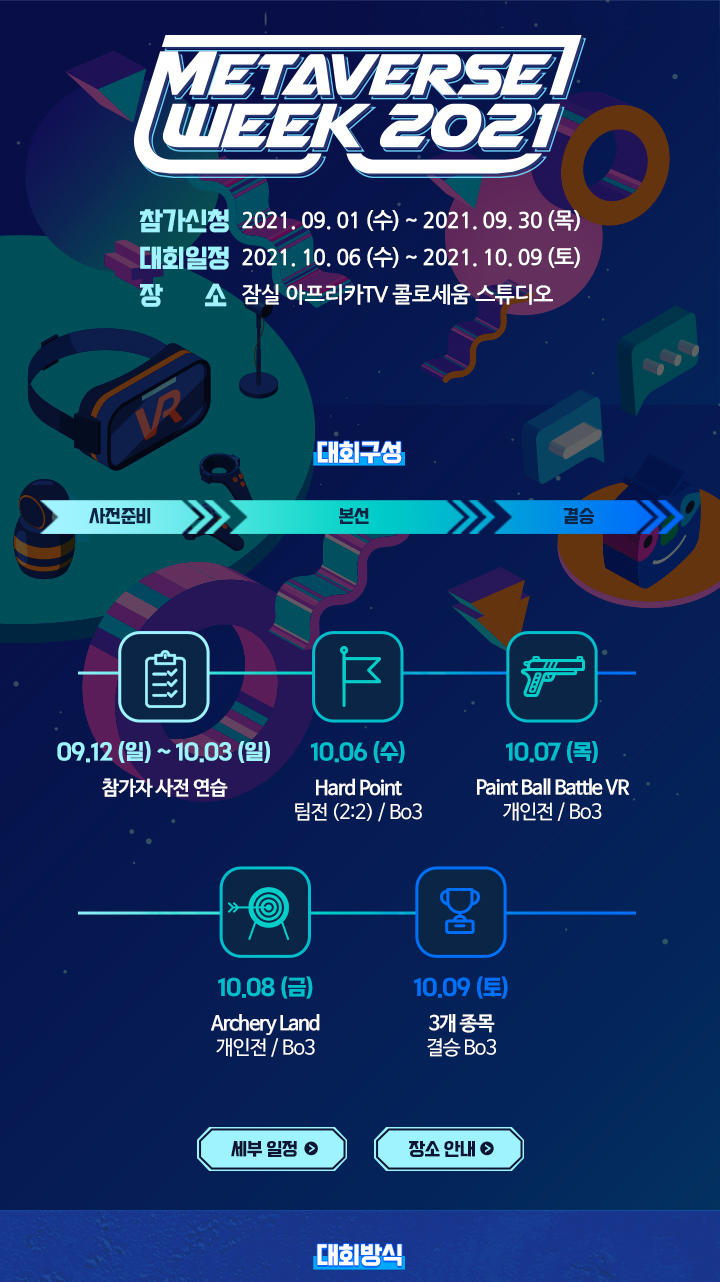 METAVERSE
WEEK 2021
참가신청 2021. 09. 01 (수) ~ 2021. 09. 30 (목)
대회일정 2021. 10. 06 (수) ~ 2021. 10. 09 (토)
장 소 잠실 아프리카TV 콜로세움 스튜디오
VR
대회구성
사전준비 본선 결승
09.12 (일) ~ 10.03 (일) 10.06 (수) 10.07 (목)
참가자 사전 연습 Hard Point Paint Ball Battle VR
팀전 (2:2) / Bo3 개인전 / Bo3
10.08 (금) 10.09 (토)
Archery Land 3개 종목
개인전 / Bo3 결승 Bo3
세부 일정 장소 안내
대회방식